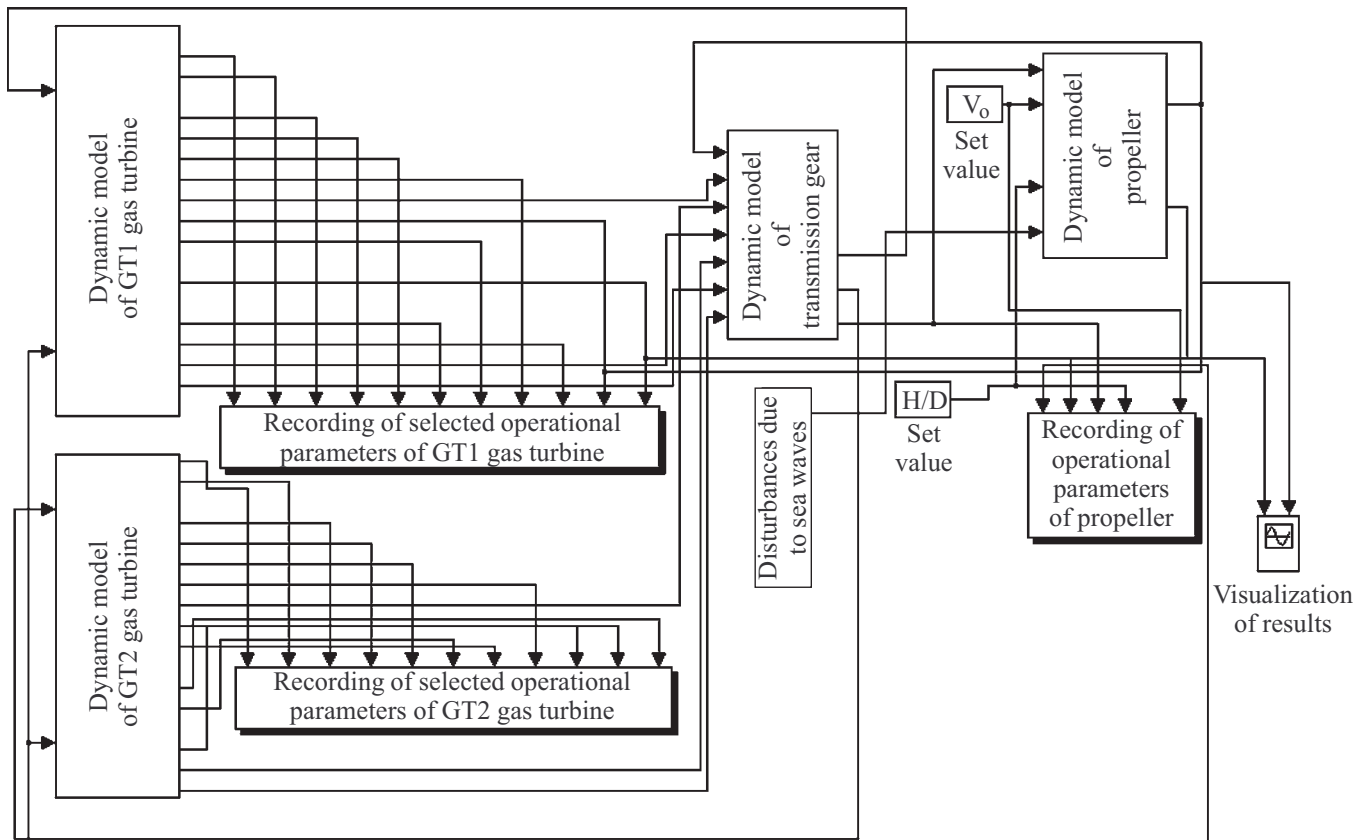 Dynamic model
of GT1 gas turbine
Recording of selected operational
parameters of GT1 gas turbine
Dynamic model
of GT2 gas turbine
Recording of selected operational
parameters of GT2 gas turbine
Dynamic model
of
transmission gear
Disturbances due
to sea waves
Vo
Set
value
Dynamic model
of
propeller
H/D
Set
value
Recording of
operational
parameters
of propeller
Visualization
of results